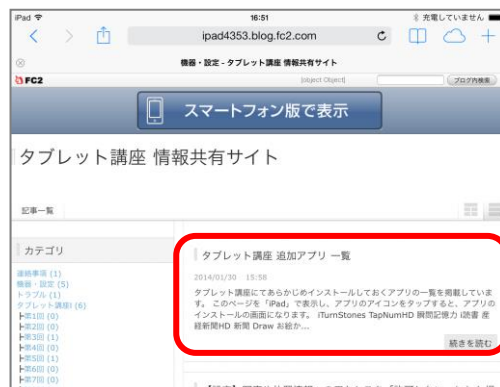 iPad
16:51
充電していません
ipad4353.blog.fc2.com
機器・設定 - タブレット講座 情報共有サイト
FC2
[object Object]
ブログ内検索
スマートフォン版で表示
タブレット講座 情報共有サイト
記事一覧
カテゴリ
連絡事項 (1)
機器・設定 (5)
トラブル (1)
タブレット講座I (6)
┣第1回 (0)
┣第2回 (0)
┣第3回 (1)
┣第4回 (0)
┣第5回 (1)
┣第6回 (0)
┣第7回 (0)
タブレット講座 追加アプリ 一覧
2014/01/30 15:58
タブレット講座にてあらかじめインストールしておくアプリの一覧を掲載していま
す。 このページを「iPad」で表示し、アプリのアイコンをタップすると、アプリの
インストールの画面になります。 iTurnStones TapNumHD 瞬間記憶力 i読書 産
経新聞HD 新聞 Draw お絵か...
続きを読む